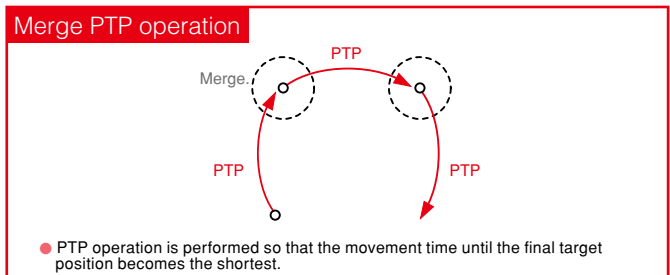 Merge PTP operation
PTP
Merge.
PTP
PTP
PTP operation is performed so that the movement time until the final target
position becomes the shortest.